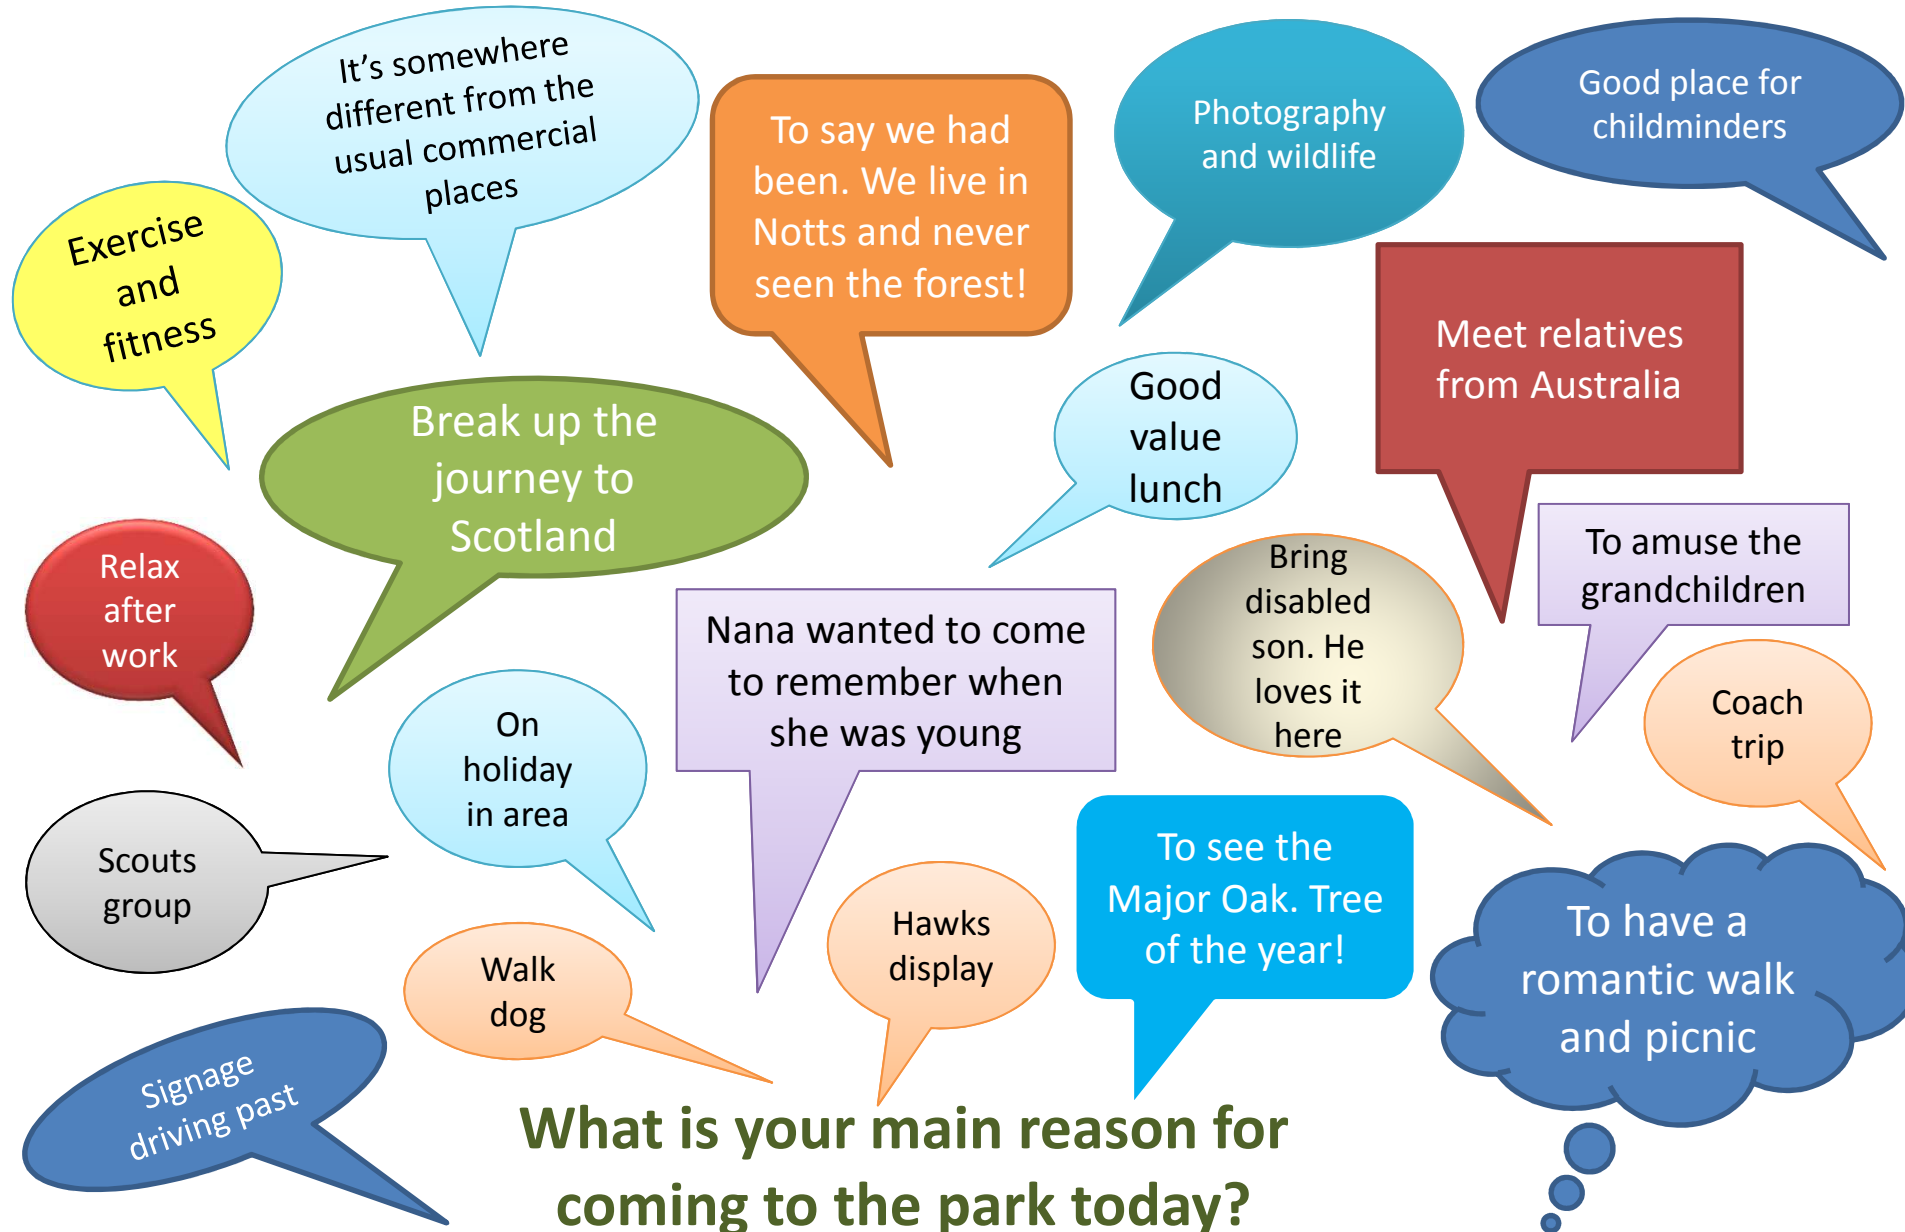 It’s somewhere
different from the
usual commercial
places
To say we had
been. We live in
Notts and never
seen the forest!
Photography
and wildlife
Good place for
childminders
Exercise
and
fitness
Break up the
journey to
Scotland
Good
value
lunch
Meet relatives
from Australia
Relax
after
work
Bring
disabled
son. He
loves it
here
To amuse the
grandchildren
Nana wanted to come
to remember when
she was young
On
holiday
in area
Coach
trip
Scouts
group
Walk
dog
Hawks
display
To see the
Major Oak. Tree
of the year!
To have a
romantic walk
and picnic
Signage
driving past
What is your main reason for
coming to the park today?